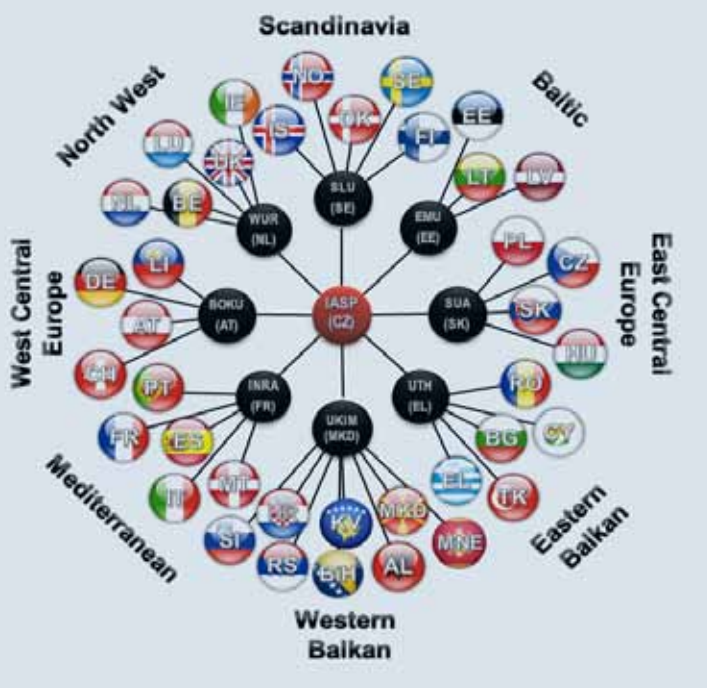 Scandinavia
North West
Baltic
NO
SE
IE
IS
DK
FI
EE
LU
UK
LT
LV
NL
BE
SLU
(SE)
WUR
(NL)
EMU
(EE)
PL
CZ
SK
HU
East Central
Europe
West Central
Europe
LI
DE
AT
CH
BOKU
(AT)
IASP
(CZ)
SUA
(SK)
INRA
(FR)
UKIM
(MKD)
UTH
(EL)
PT
FR
ES
IT
MT
RO
BG
CY
EL
TK
Mediterranean
Eastern
Balkan
HR
SI
RS
KV
BiH
MKD
AL
MNE
Western
Balkan